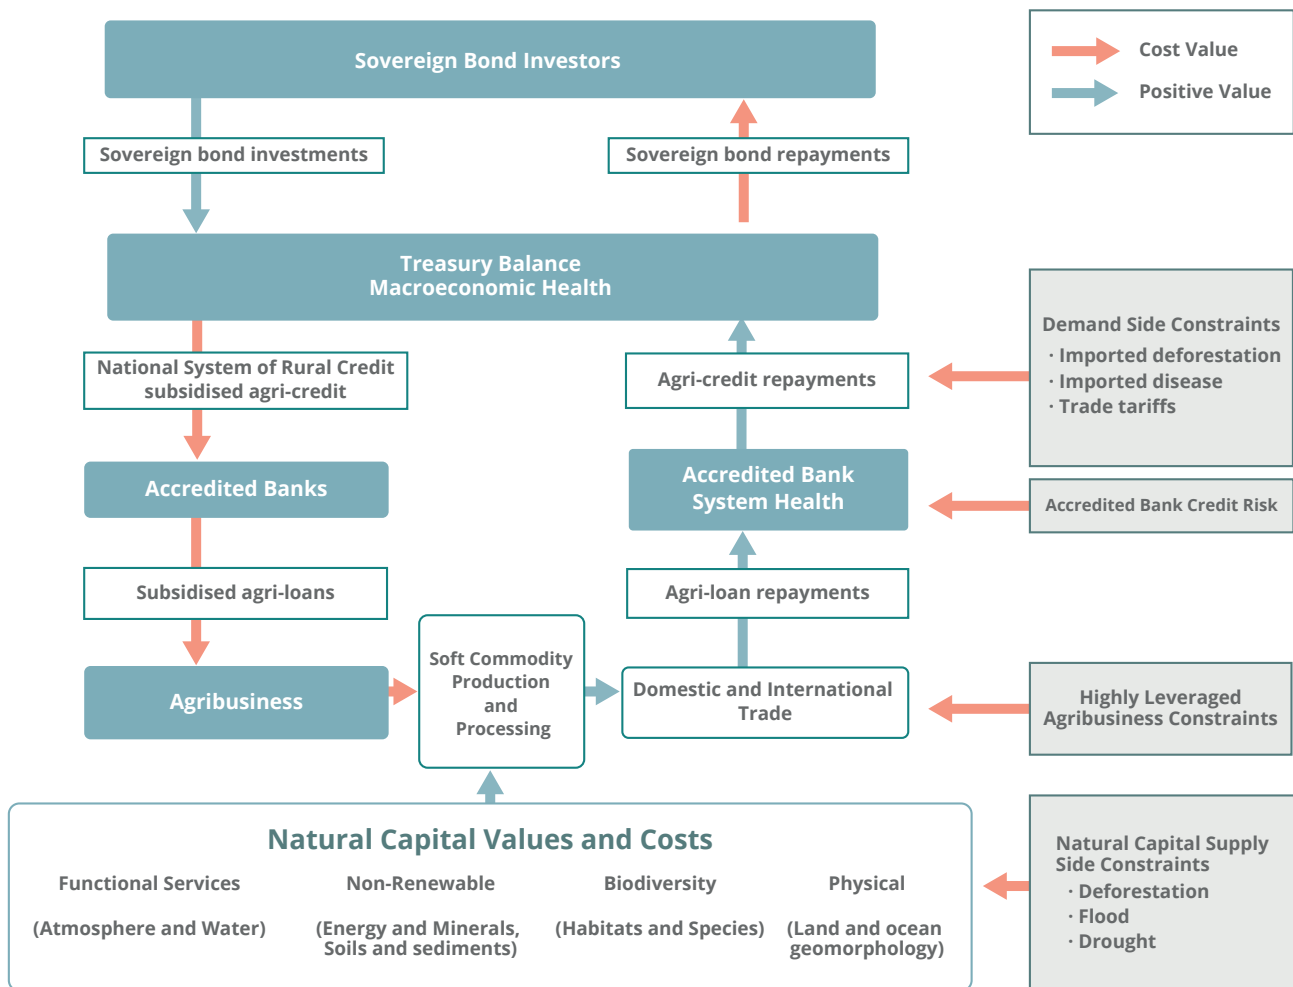 Sovereign Bond Investors
Cost Value
Positive Value
Sovereign bond investments
Sovereign bond repayments
Treasury Balance
Macroeconomic Health
National System of Rural Credit
subsidised agri-credit
Agri-credit repayments
Demand Side Constraints
· Imported deforestation
· Imported disease
· Trade tariffs
Accredited Banks
Accredited Bank
System Health
Accredited Bank Credit Risk
Subsidised agri-loans
Agri-loan repayments
Agribusiness
Soft Commodity
Production
and
Processing
Domestic and International
Trade
Highly Leveraged
Agribusiness Constraints
Natural Capital Values and Costs
Functional Services
(Atmosphere and Water)
Non-Renewable
(Energy and Minerals,
Soils and sediments)
Biodiversity
(Habitats and Species)
Physical
(Land and ocean
geomorphology)
Natural Capital Supply
Side Constraints
· Deforestation
· Flood
· Drought